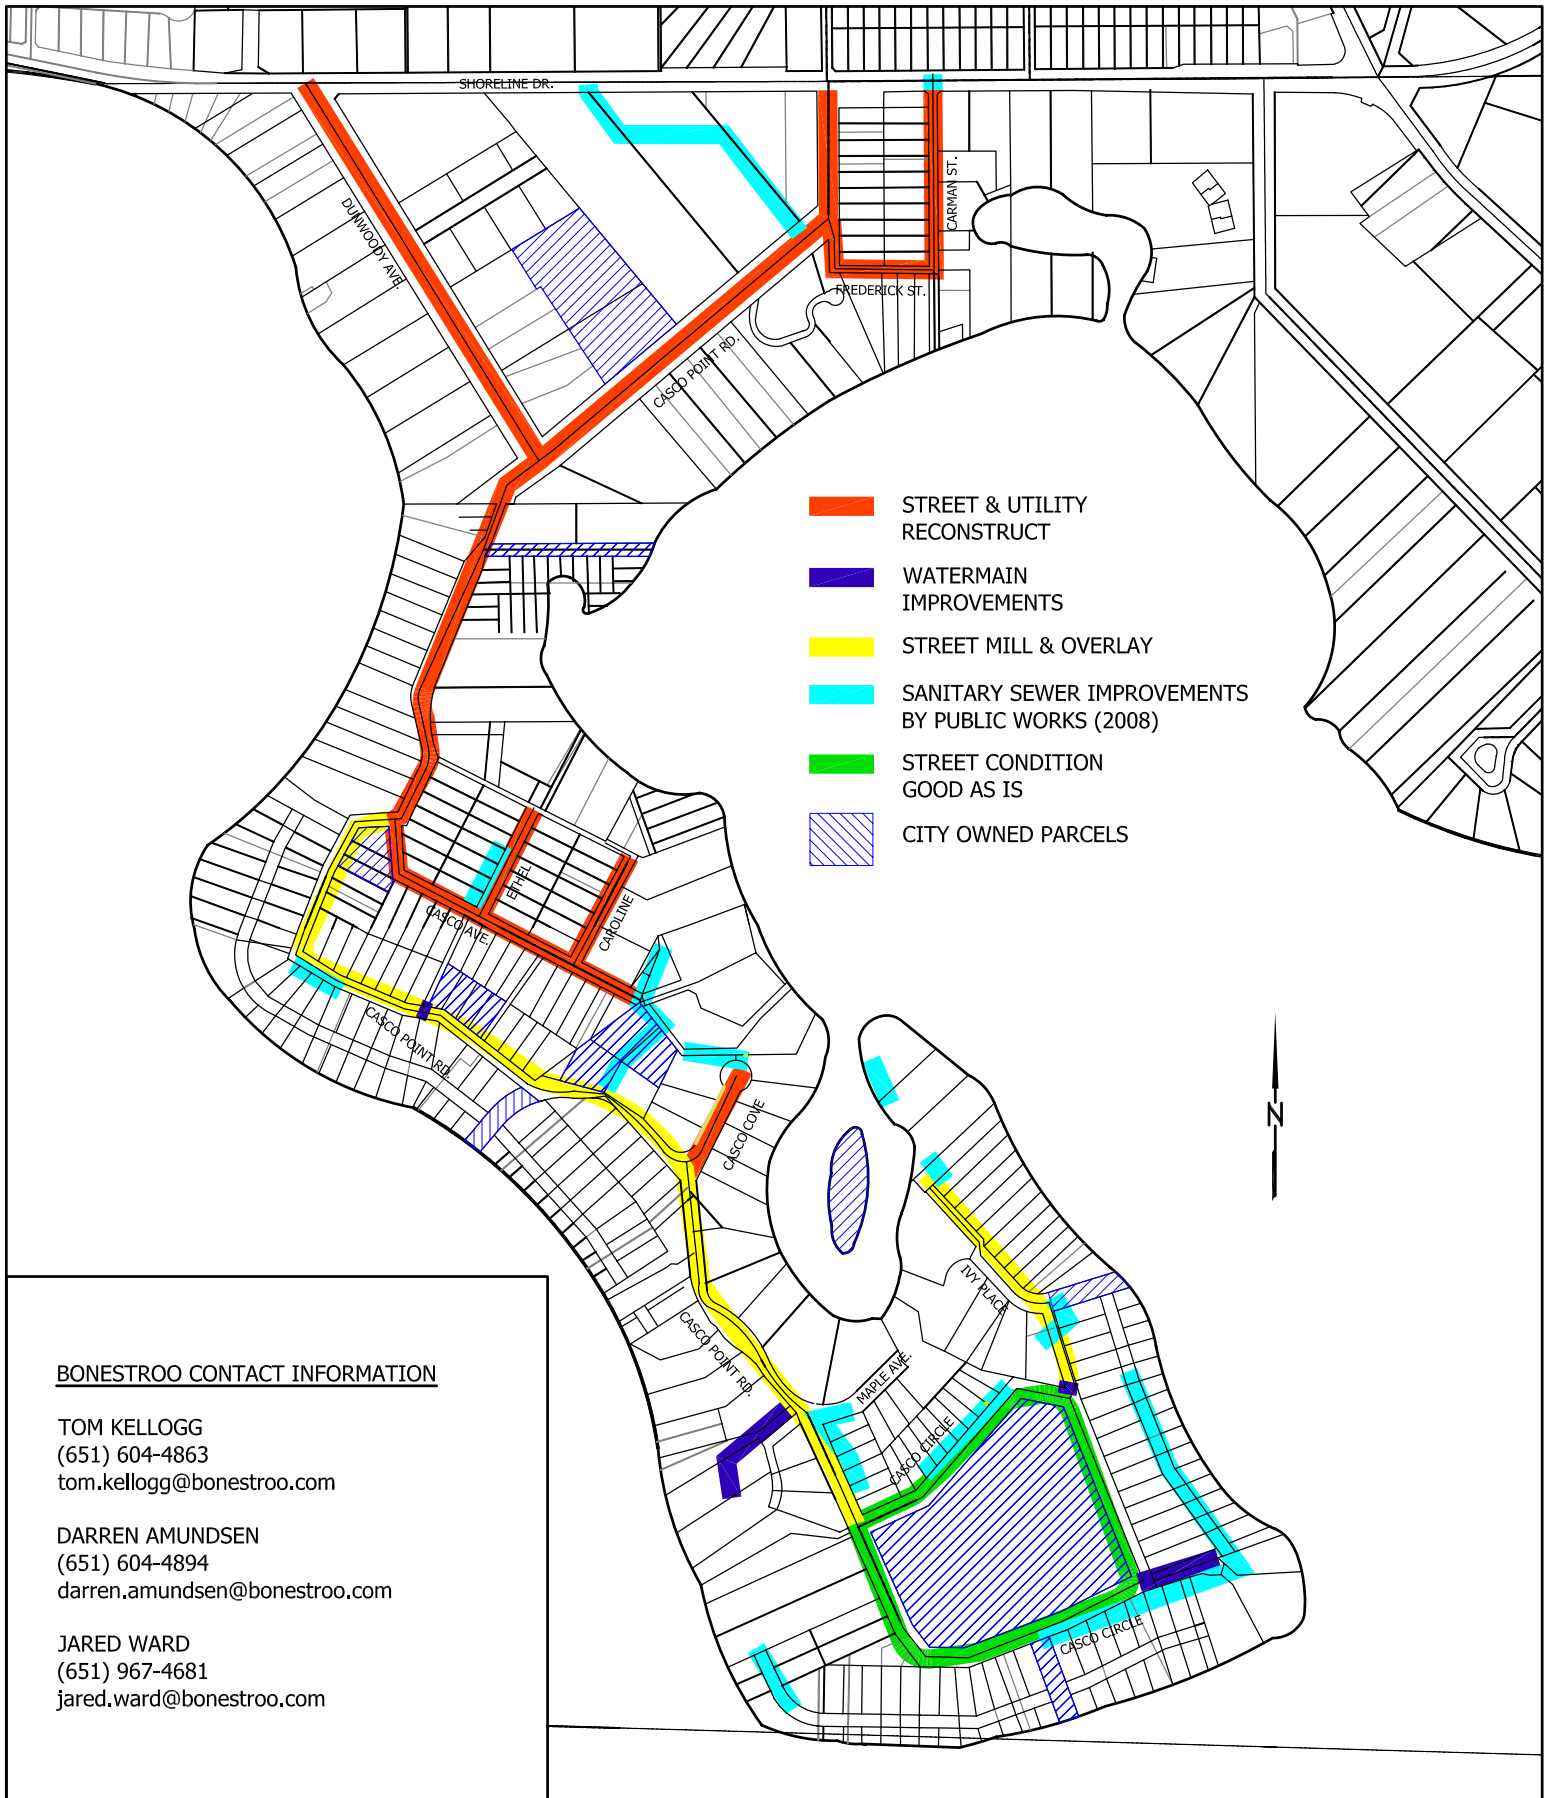 SHORELINE DR.
DUNWOODY AVE.
CARMAN ST.
FREDERICK ST.
CASCO POINT RD.
STREET & UTILITY
RECONSTRUCT
WATERMAIN
IMPROVEMENTS
STREET MILL & OVERLAY
SANITARY SEWER IMPROVEMENTS
BY PUBLIC WORKS (2008)
STREET CONDITION
GOOD AS IS
CITY OWNED PARCELS
ETHEL
CASCO AVE.
CAROLINE
CASCO POINT RD.
CASCO COVE
N
IVY PLACE
CASCO POINT RD.
MAPLE AVE.
CASCO CIRCLE
CASCO CIRCLE
BONESTROO CONTACT INFORMATION
TOM KELLOGG
(651) 604-4863
tom.kellogg@bonestroo.com
DARREN AMUNDSEN
(651) 604-4894
darren.amundsen@bonestroo.com
JARED WARD
(651) 967-4681
jared.ward@bonestroo.com